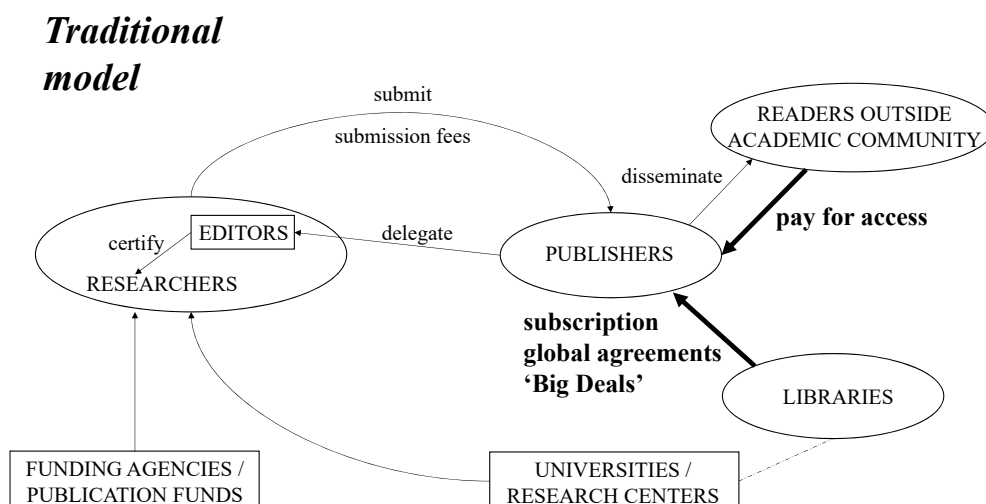 Traditional
model
submit
submission fees
READERS OUTSIDE
ACADEMIC COMMUNITY
disseminate
pay for access
EDITORS
certify
delegate
RESEARCHERS
PUBLISHERS
subscription
global agreements
‘Big Deals’
LIBRARIES
FUNDING AGENCIES /
PUBLICATION FUNDS
UNIVERSITIES /
RESEARCH CENTERS